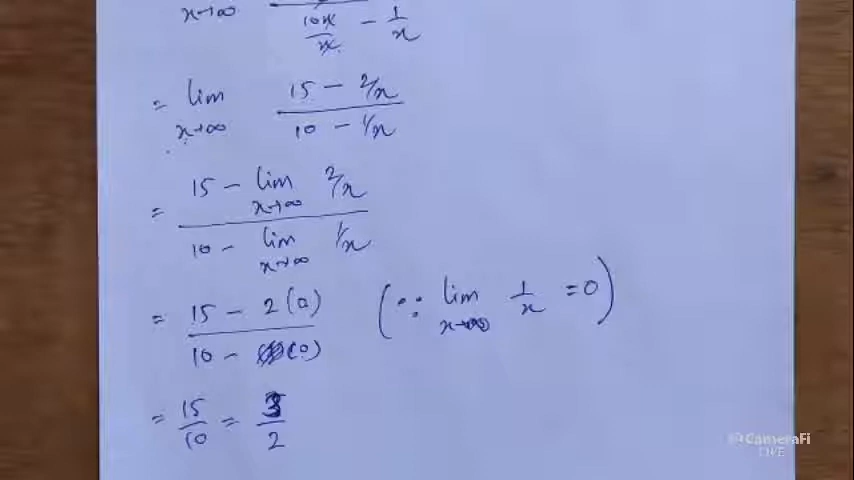 x→∞ 10x/x - 1/x
= lim x→∞ (15 - 2/x)/(10 - 1/x)
= (15 - lim x→∞ 2/x)/(10 - lim x→∞ 1/x)
= (15 - 2(0))/(10 - (0)) (∵ lim x→∞ 1/x = 0)
= 15/10 = 3/2
CameraFi
LIVE